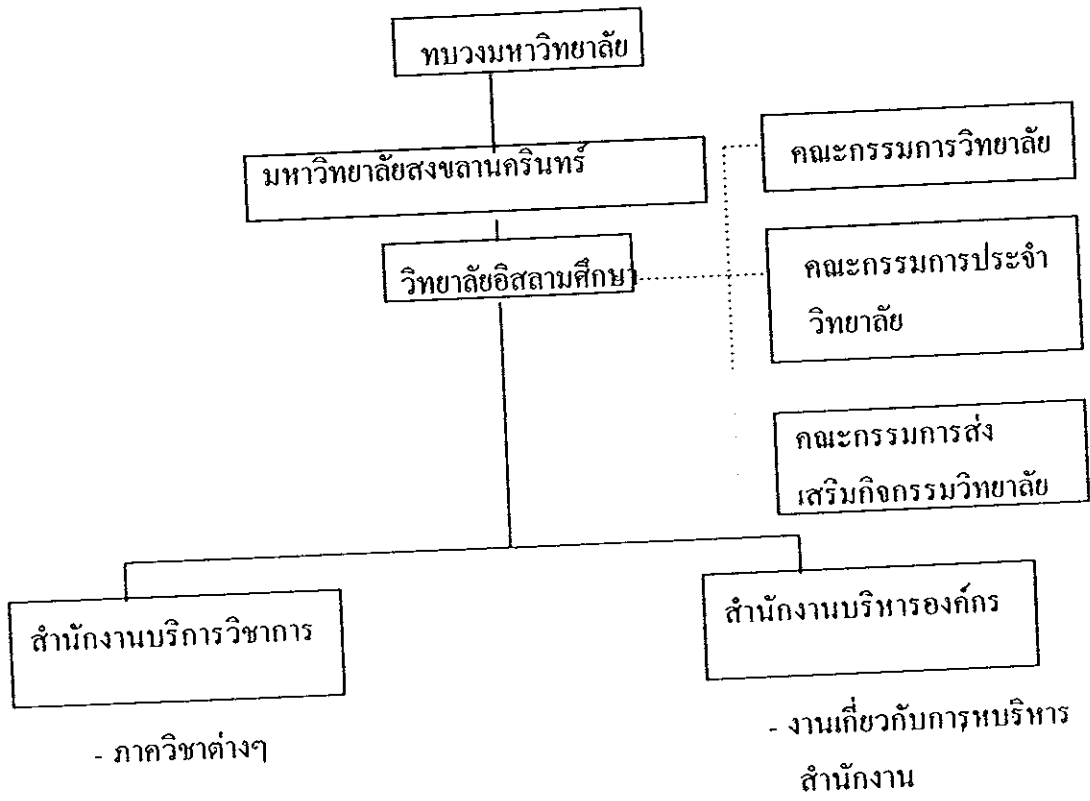 ทบวงมหาวิทยาลัย
มหาวิทยาลัยสงขลานครินทร์
คณะกรรมการวิทยาลัย
วิทยาลัยอิสลามศึกษา
คณะกรรมการประจำ
วิทยาลัย
คณะกรรมการส่ง
เสริมกิจกรรมวิทยาลัย
สำนักงานบริการวิชาการ
- ภาควิชาต่างๆ
สำนักงานบริหารองค์กร
- งานเกี่ยวกับการหบริหาร
สำนักงาน